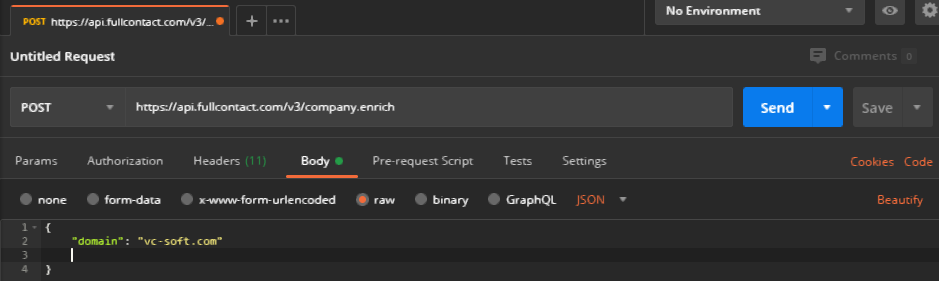 POST https://api.fullcontact.com/v3/... + ••• No Environment
Untitled Request Comments 0
POST https://api.fullcontact.com/v3/company.enrich Send Save
Params Authorization Headers (11) Body Pre-request Script Tests Settings Cookies Code
none form-data x-www-form-urlencoded raw binary GraphQL JSON Beautify
1 {
2 "domain": "vc-soft.com"
3
4 }